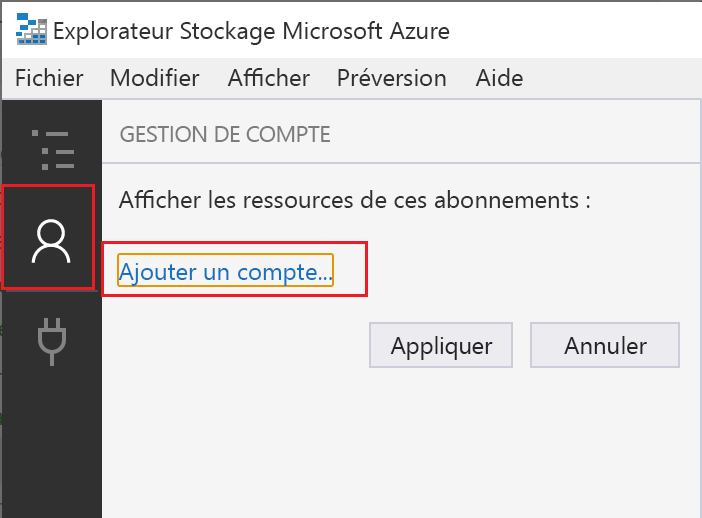 Explorateur Stockage Microsoft Azure
Fichier Modifier Afficher Préversion Aide
GESTION DE COMPTE
Afficher les ressources de ces abonnements :
Ajouter un compte...
Appliquer Annuler